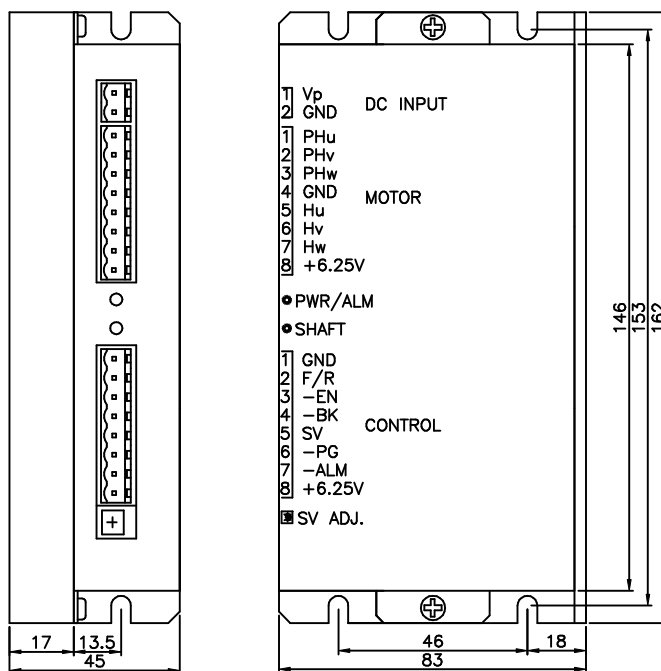 1 Vp
2 GND
DC INPUT
1 PHu
2 PHv
3 PHw
4 GND
5 Hu
6 Hv
7 Hw
8 +6.25V
MOTOR
PWR/ALM
SHAFT
1 GND
2 F/R
3 -EN
4 -BK
5 SV
6 -PG
7 -ALM
8 +6.25V
CONTROL
SV ADJ.
146
153
162
17
13.5
45
46
18
83